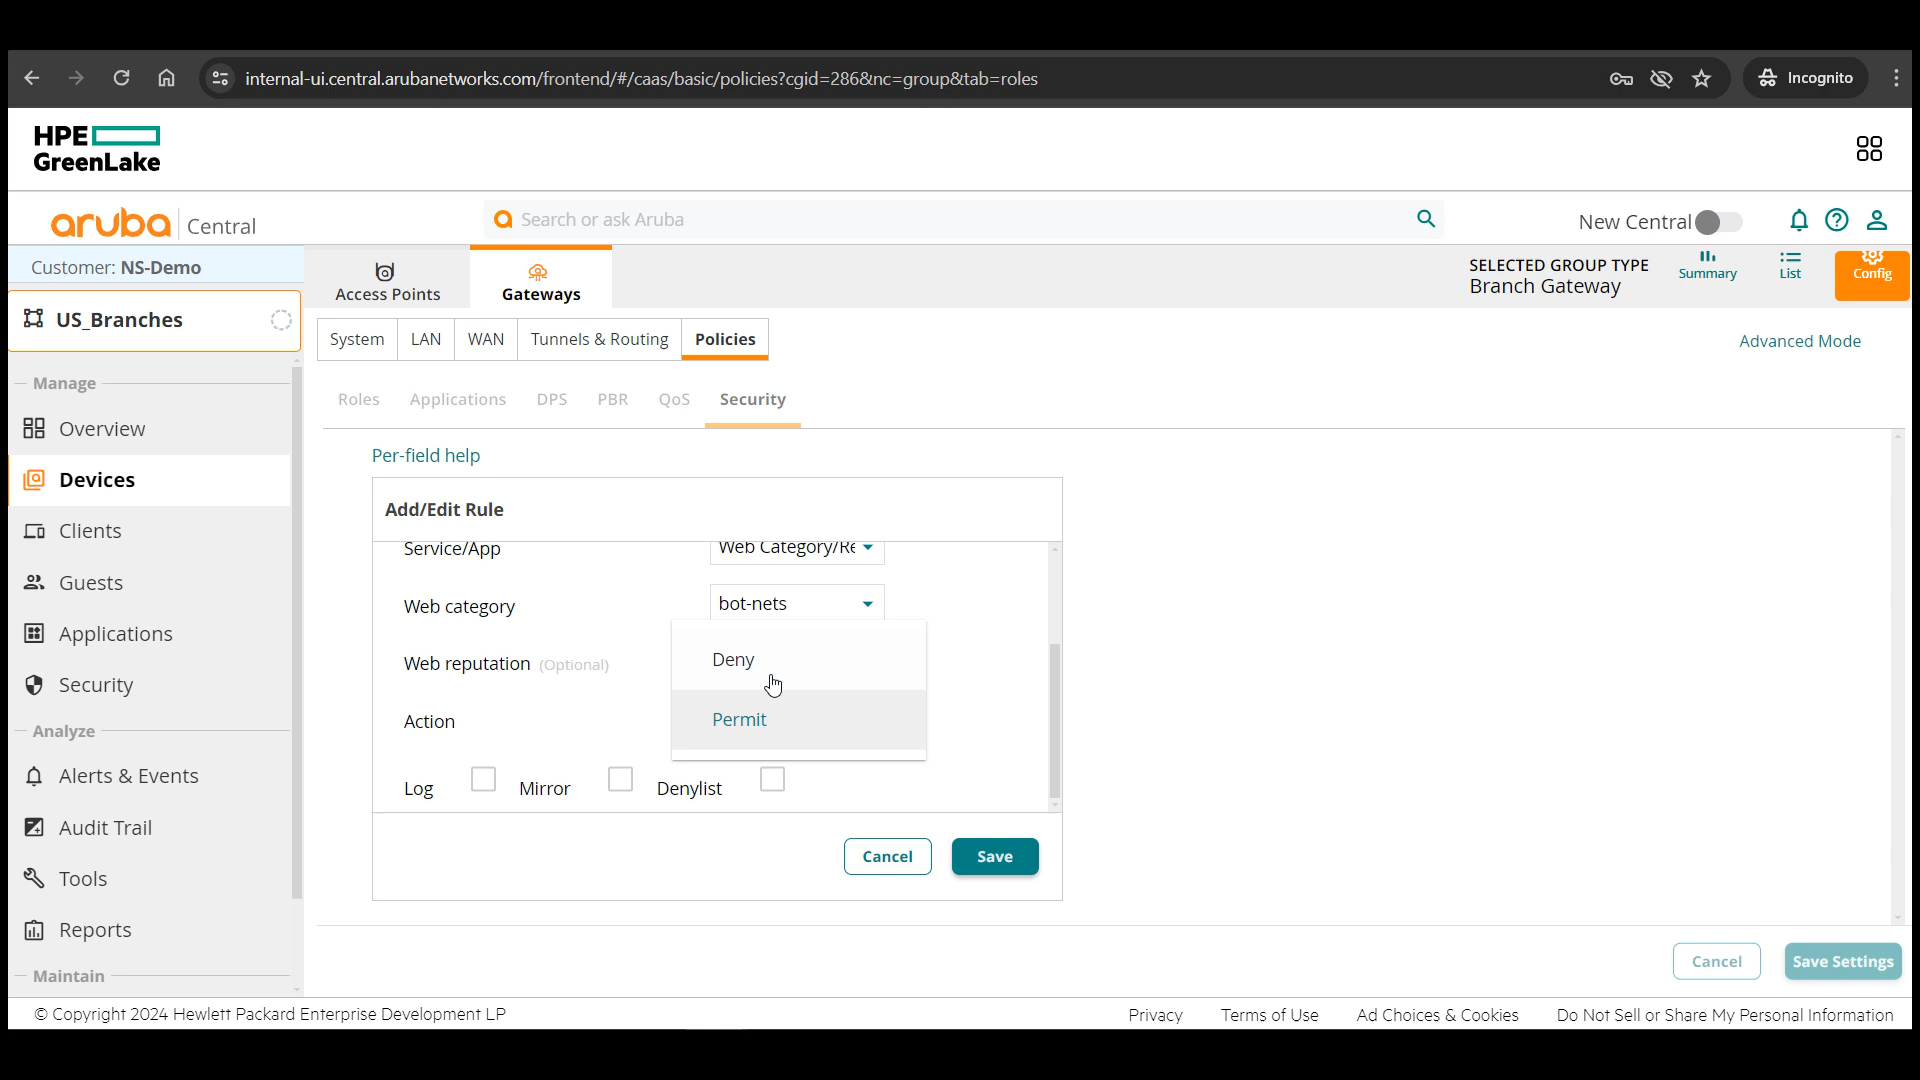 internal-ui.central.arubanetworks.com/frontend/#/caas/basic/policies?cgid=286&nc=group&tab=roles
Incognito
HPE
GreenLake
aruba Central
Search or ask Aruba
New Central
Customer: NS-Demo
Access Points
Gateways
SELECTED GROUP TYPE
Branch Gateway
Summary
List
Config
US_Branches
System
LAN
WAN
Tunnels & Routing
Policies
Advanced Mode
Manage
Roles
Applications
DPS
PBR
QoS
Security
Overview
Devices
Clients
Guests
Applications
Security
Analyze
Alerts & Events
Audit Trail
Tools
Reports
Maintain
Per-field help
Add/Edit Rule
Service/App
Web Category/Re
Web category
bot-nets
Web reputation (Optional)
Deny
Action
Permit
Log
Mirror
Denylist
Cancel
Save
Cancel
Save Settings
© Copyright 2024 Hewlett Packard Enterprise Development LP
Privacy
Terms of Use
Ad Choices & Cookies
Do Not Sell or Share My Personal Information